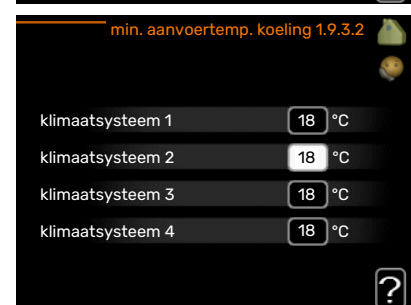 min. aanvoertemp. koeling 1.9.3.2
klimaatsysteem 1 18 °C
klimaatsysteem 2 18 °C
klimaatsysteem 3 18 °C
klimaatsysteem 4 18 °C
?